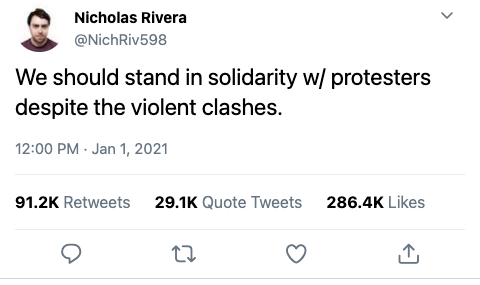 Nicholas Rivera
@NichRiv598
We should stand in solidarity w/ protesters
despite the violent clashes.
12:00 PM · Jan 1, 2021
91.2K Retweets 29.1K Quote Tweets 286.4K Likes